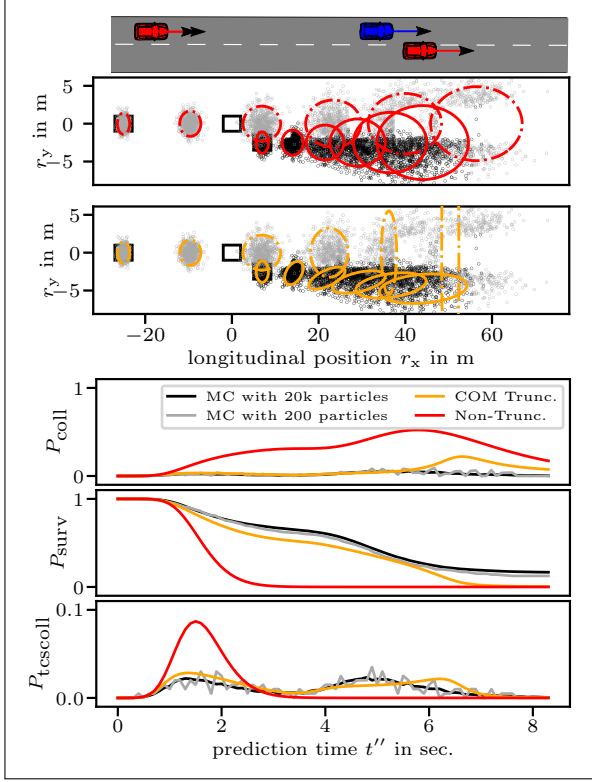 5
0
5
r_y in m
5
0
5
r_y in m
−20 0 20 40 60
longitudinal position r_x in m
1
0
P_coll
MC with 20k particles
MC with 200 particles
COM Trunc.
Non-Trunc.
1
0
P_surv
0.1
0.0
P_tcscoll
0 2 4 6 8
prediction time t′′ in sec.